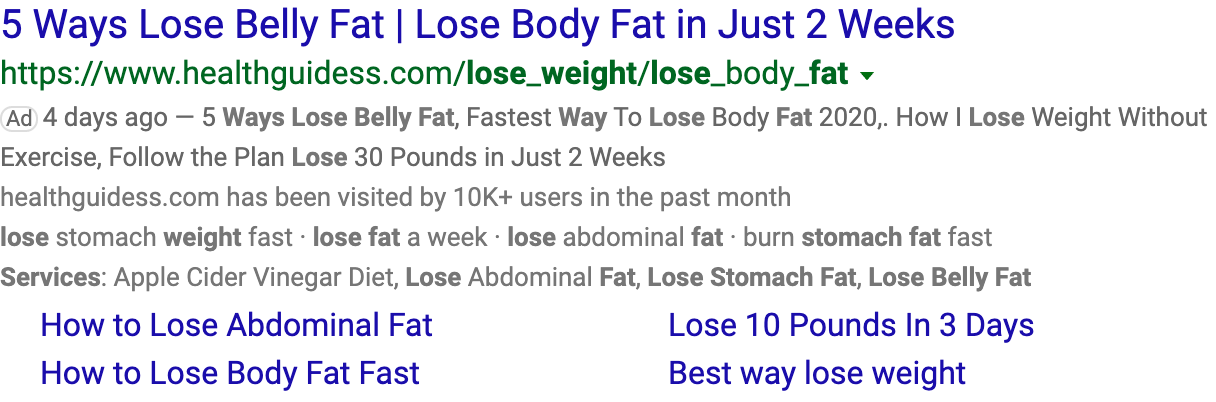 5 Ways Lose Belly Fat | Lose Body Fat in Just 2 Weeks
https://www.healthguidess.com/lose_weight/lose_body_fat
Ad 4 days ago — 5 Ways Lose Belly Fat, Fastest Way To Lose Body Fat 2020,. How I Lose Weight Without
Exercise, Follow the Plan Lose 30 Pounds in Just 2 Weeks
healthguidess.com has been visited by 10K+ users in the past month
lose stomach weight fast · lose fat a week · lose abdominal fat · burn stomach fat fast
Services: Apple Cider Vinegar Diet, Lose Abdominal Fat, Lose Stomach Fat, Lose Belly Fat
How to Lose Abdominal Fat Lose 10 Pounds In 3 Days
How to Lose Body Fat Fast Best way lose weight